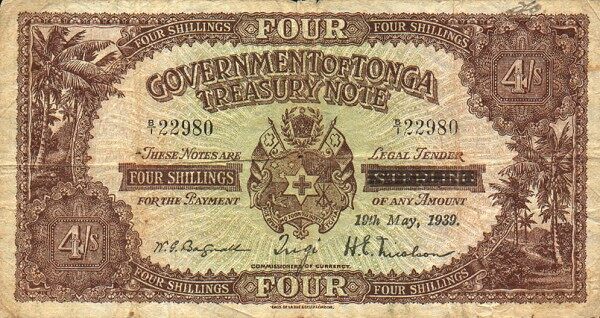 FOUR SHILLINGS FOUR FOUR SHILLINGS
4/s
GOVERNMENT OF TONGA
TREASURY NOTE
B/1 22980 B/1 22980
THESE NOTES ARE LEGAL TENDER
FOUR SHILLINGS
FOR THE PAYMENT OF ANY AMOUNT
19th May, 1939.
4/s
COMMISSIONERS OF CURRENCY.
FOUR SHILLINGS FOUR FOUR SHILLINGS